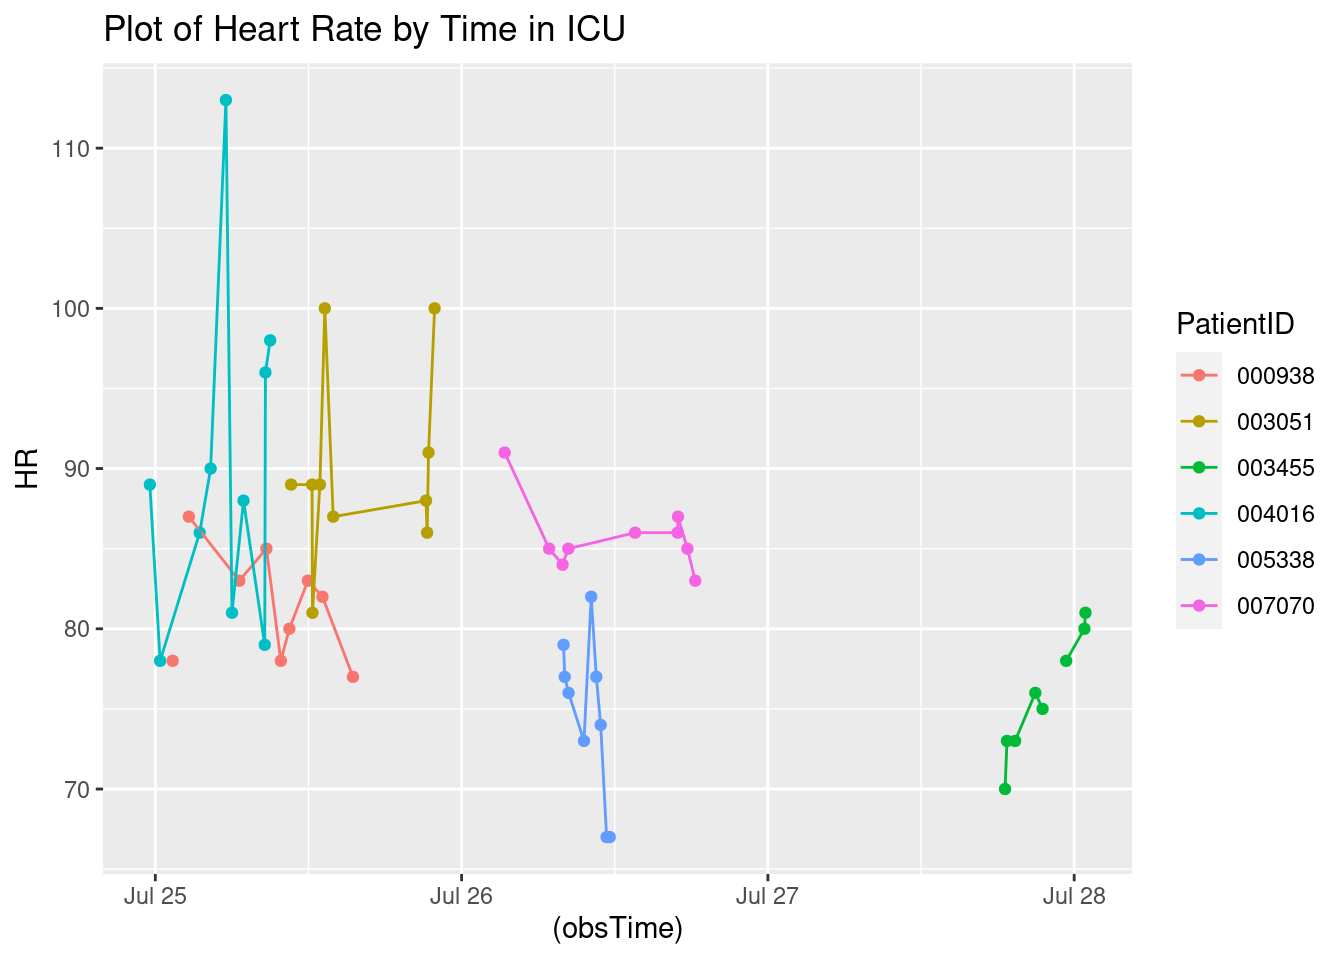 Plot of Heart Rate by Time in ICU
110
100
90
80
70
HR
Jul 25
Jul 26
Jul 27
Jul 28
(obsTime)
PatientID
000938
003051
003455
004016
005338
007070